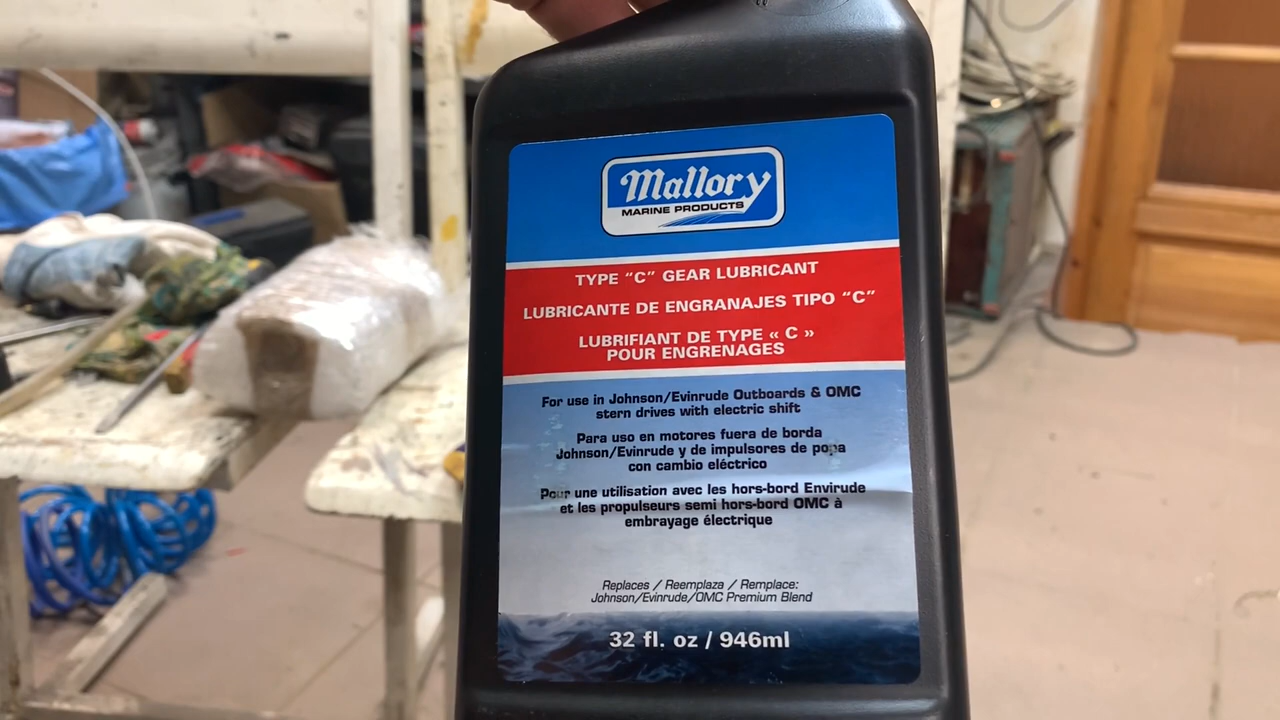 Mallory
MARINE PRODUCTS
TYPE "C" GEAR LUBRICANT
LUBRICANTE DE ENGRANAJES TIPO "C"
LUBRIFIANT DE TYPE « C »
POUR ENGRENAGES
For use in Johnson/Evinrude Outboards & OMC
stern drives with electric shift
Para uso en motores fuera de borda
Johnson/Evinrude y de impulsores de popa
con cambio eléctrico
Pour une utilisation avec les hors-bord Envirude
et les propulseurs semi hors-bord OMC à
embrayage électrique
Replaces / Reemplaza / Remplace:
Johnson/Evinrude/OMC Premium Blend
32 fl. oz / 946ml